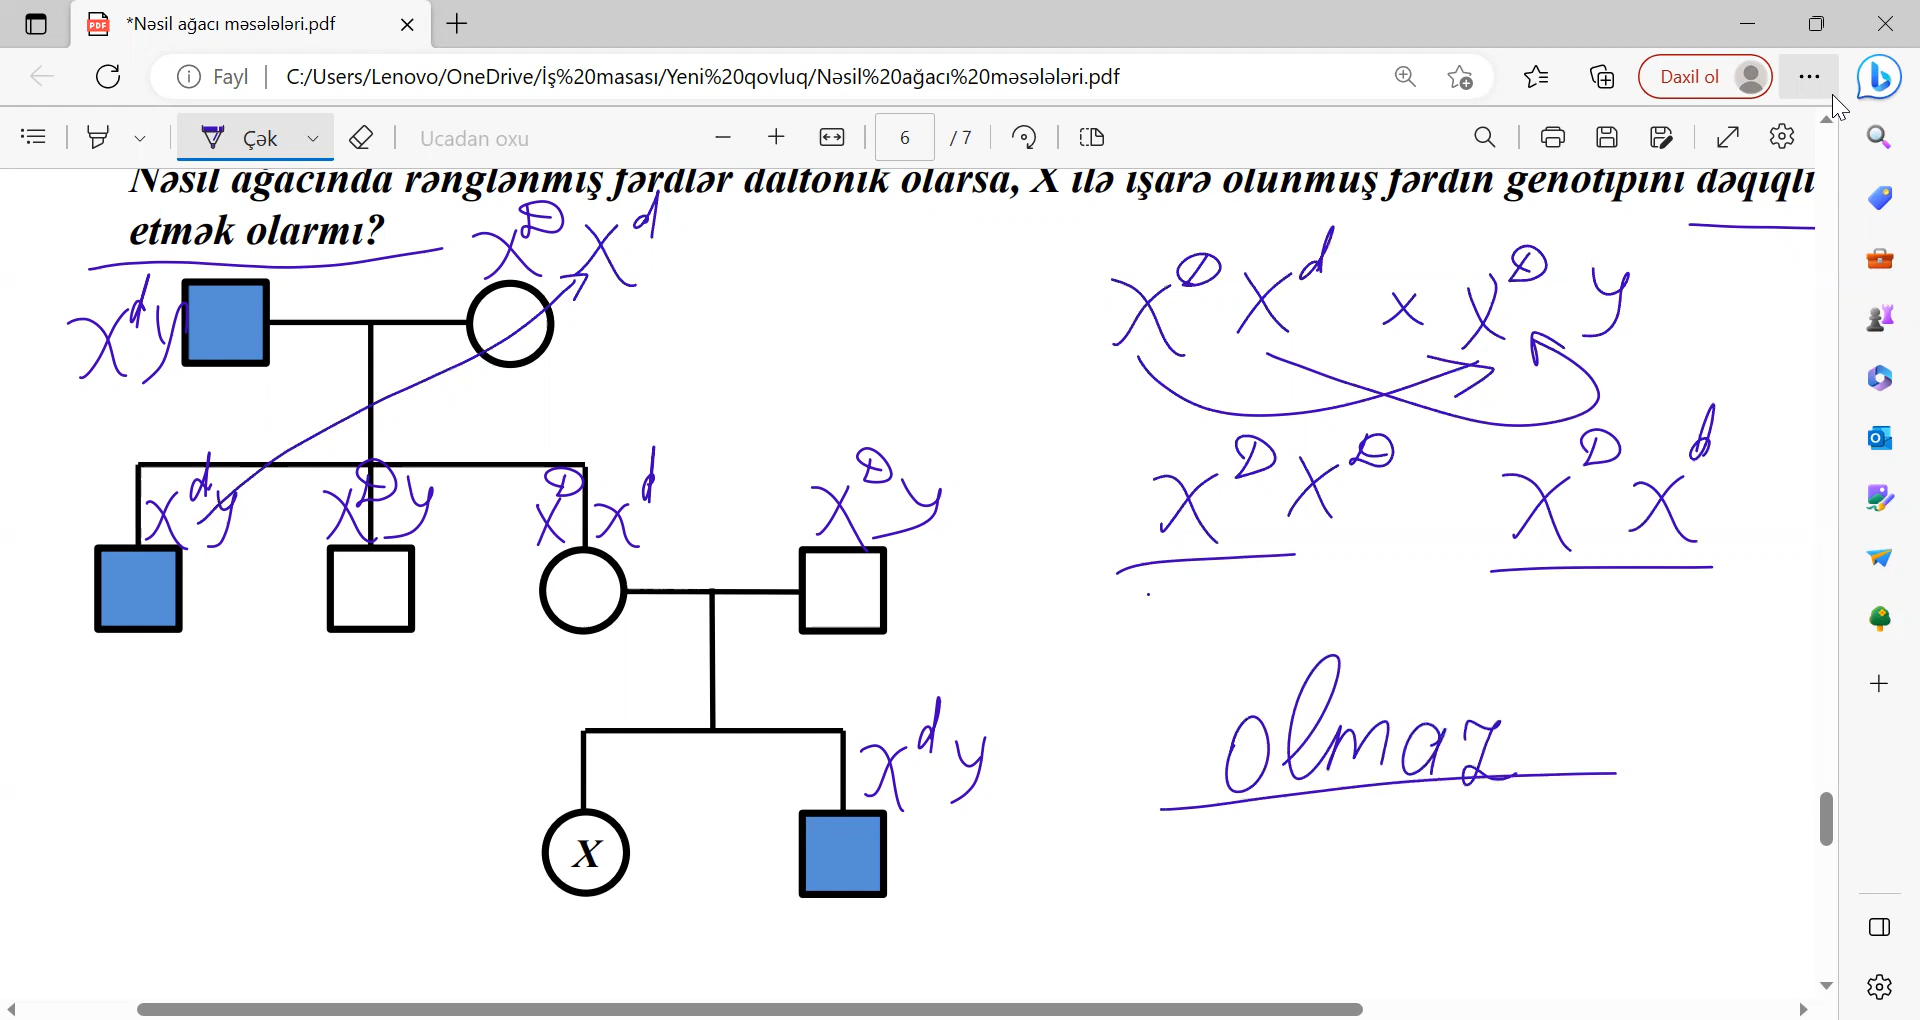 *Nəsil ağacı məsələləri.pdf
Fayl
C:/Users/Lenovo/OneDrive/İş%20masası/Yeni%20qovluq/Nəsil%20ağacı%20məsələləri.pdf
Daxil ol
Çək
Ucadan oxu
6 / 7
Nəsil ağacında rənglənmiş fərdlər daltonik olarsa, X ilə işarə olunmuş fərdin genotipini dəqiqli
etmək olarmı?
X^D X^d
X^d y
X^D X^d × X^D y
X^d y
X^D y
X^D X^d
X^D y
X^D X^D
X^D X^d
X^d y
olmaz
X